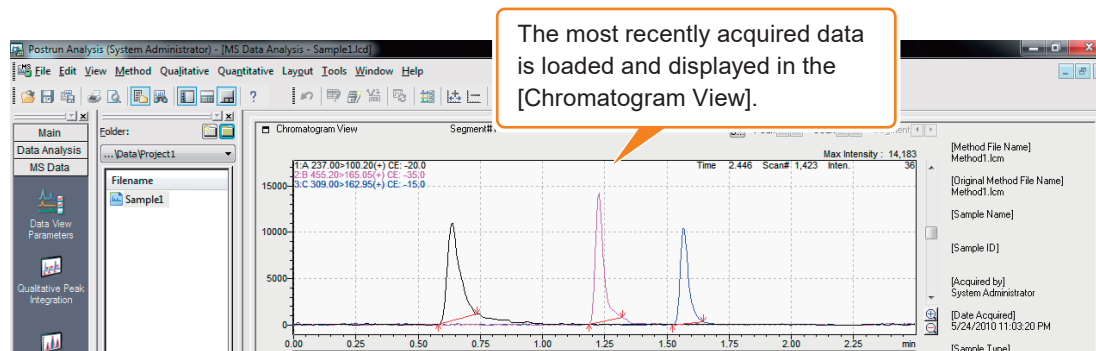 The most recently acquired data
is loaded and displayed in the
[Chromatogram View].
Postrun Analysis (System Administrator) - [MS Data Analysis - Sample1.lcd]
File Edit View Method Qualitative Quantitative Layout Tools Window Help
Main
Data Analysis
MS Data
Data View
Parameters
Qualitative Peak
Integration
Folder:
...\Data\Project1
Filename
Sample1
Chromatogram View
Max Intensity : 14,183
Time 2.446 Scan# 1,423 Inten. 36
1:A 237.00>100.20(+) CE: -20.0
2:B 455.20>165.05(+) CE: -35.0
3:C 309.00>162.95(+) CE: -15.0
15000
10000
5000
0
0.00 0.25 0.50 0.75 1.00 1.25 1.50 1.75 2.00 2.25 min
[Method File Name]
Method1.lcm
[Original Method File Name]
Method1.lcm
[Sample Name]
[Sample ID]
[Acquired by]
System Administrator
[Date Acquired]
5/24/2010 11:03:20 PM
[Sample Type]